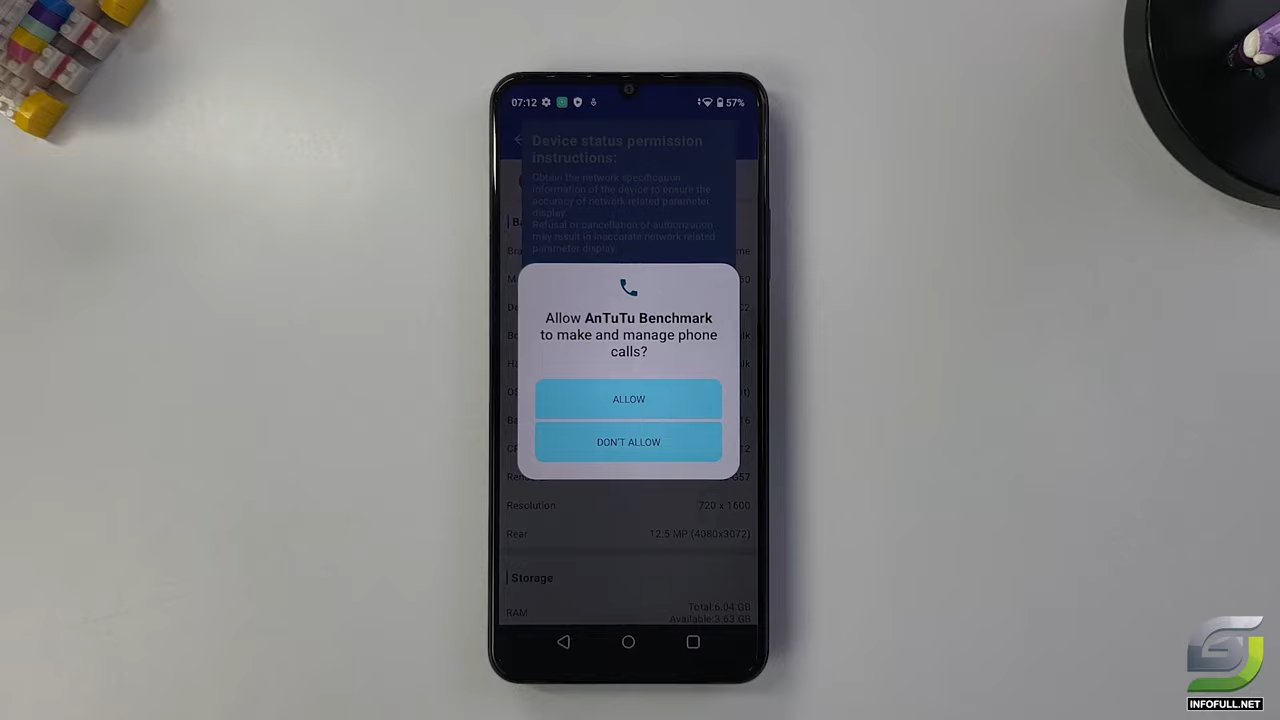 07:12
57%
Device status permission
instructions:
Obtain the network specification
information of the device to ensure the
accuracy of network related parameter
display.
Refusal or cancellation of authorization
may result in inaccurate network related
parameter display.
Allow AnTuTu Benchmark
to make and manage phone
calls?
ALLOW
DON'T ALLOW
G57
Resolution 720 x 1600
Rear 12.5 MP (4080x3072)
Storage
RAM Total:6.04 GB
Available:3.63 GB
INFOFULL.NET